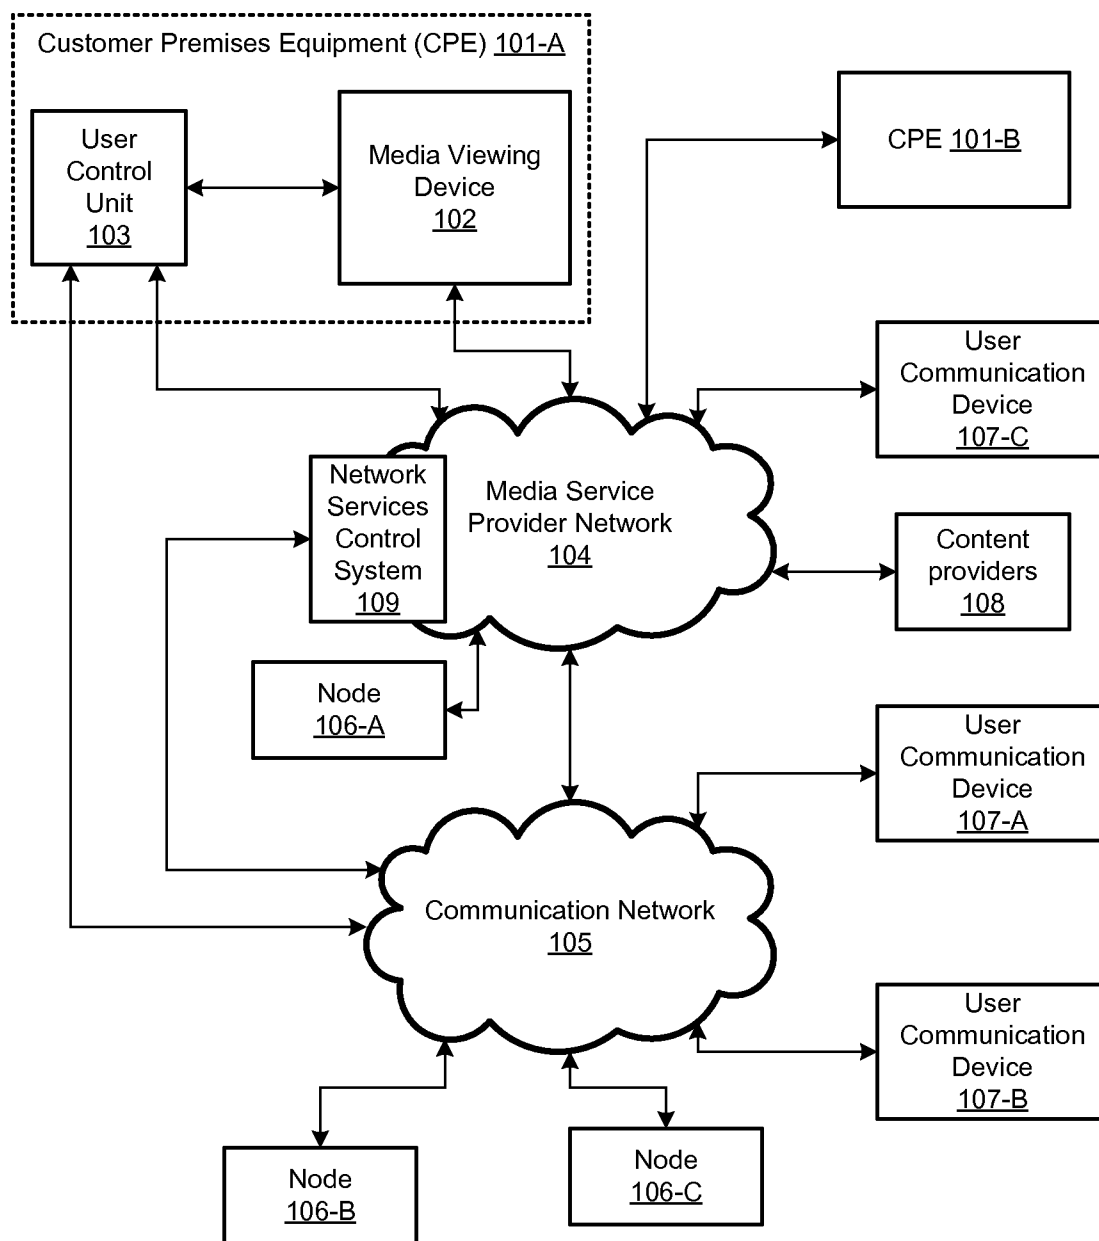 Customer Premises Equipment (CPE) 101-A
User
Control
Unit
103
Media Viewing
Device
102
CPE 101-B
User
Communication
Device
107-C
Network
Services
Control
System
109
Media Service
Provider Network
104
Content
providers
108
Node
106-A
User
Communication
Device
107-A
Communication Network
105
User
Communication
Device
107-B
Node
106-B
Node
106-C